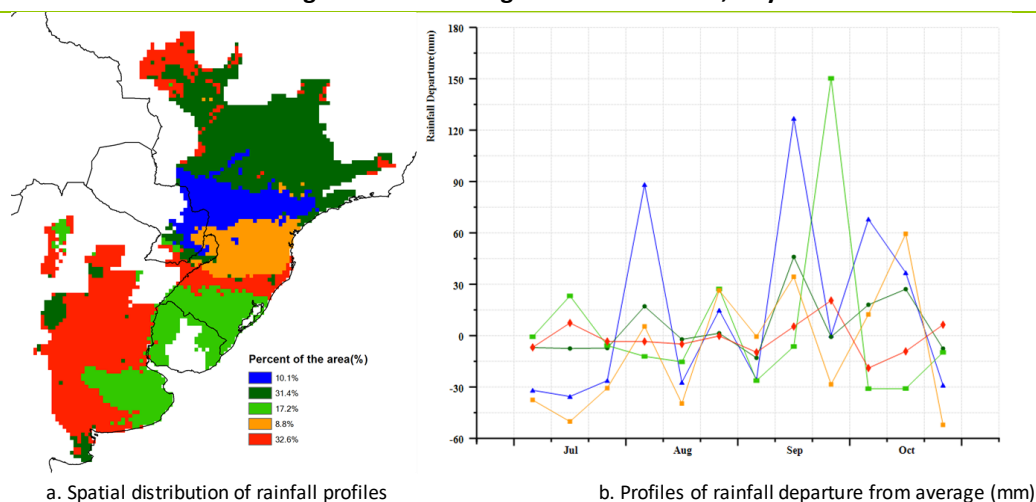 Percent of the area(%)
10.1%
31.4%
17.2%
8.8%
32.6%
a. Spatial distribution of rainfall profiles
Rainfall Departure(mm)
180
150
120
90
60
30
0
-30
-60
Jul Aug Sep Oct
b. Profiles of rainfall departure from average (mm)